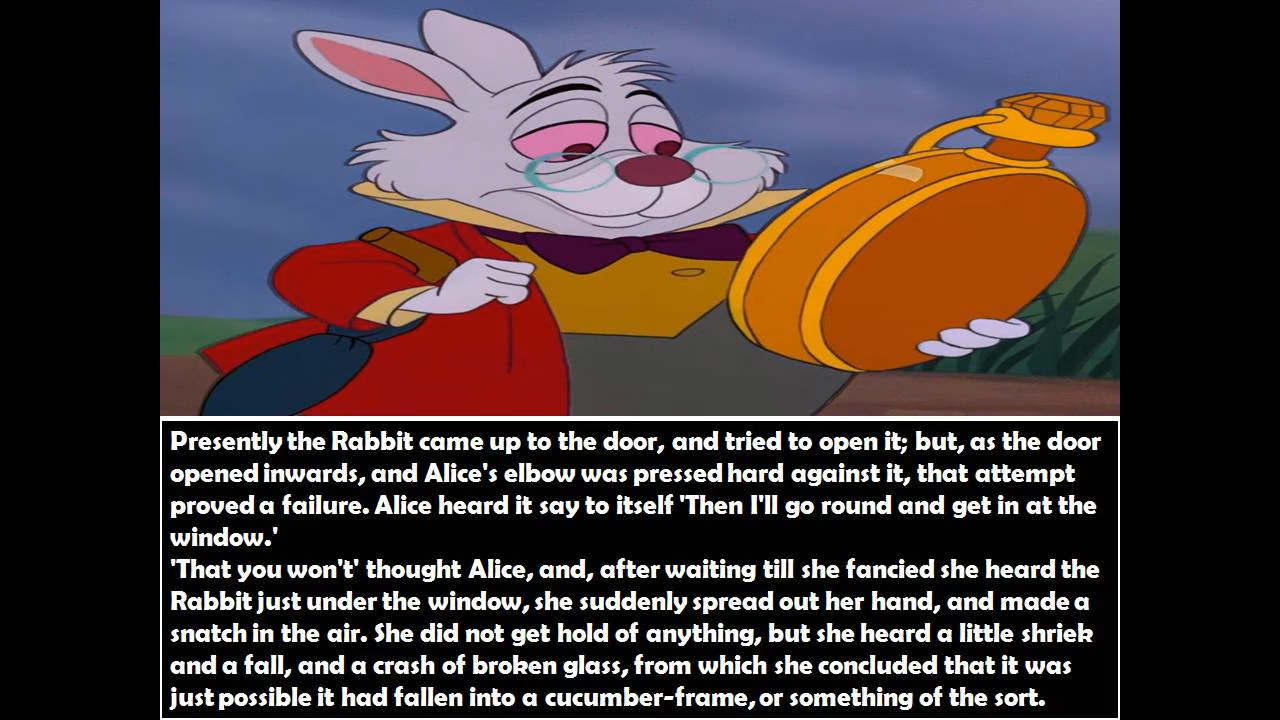 Presently the Rabbit came up to the door, and tried to open it; but, as the door
opened inwards, and Alice's elbow was pressed hard against it, that attempt
proved a failure. Alice heard it say to itself 'Then I'll go round and get in at the
window.'
'That you won't' thought Alice, and, after waiting till she fancied she heard the
Rabbit just under the window, she suddenly spread out her hand, and made a
snatch in the air. She did not get hold of anything, but she heard a little shriek
and a fall, and a crash of broken glass, from which she concluded that it was
just possible it had fallen into a cucumber-frame, or something of the sort.